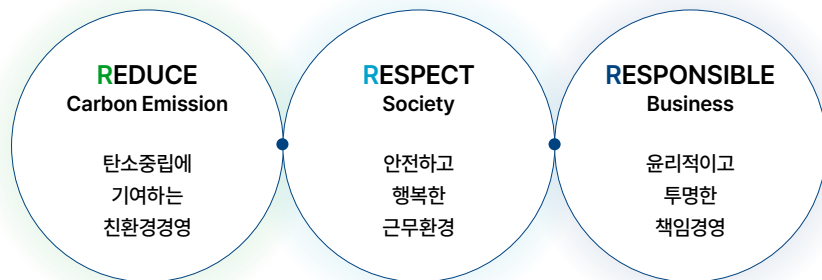 REDUCE
Carbon Emission
탄소중립에
기여하는
친환경경영
RESPECT
Society
안전하고
행복한
근무환경
RESPONSIBLE
Business
윤리적이고
투명한
책임경영